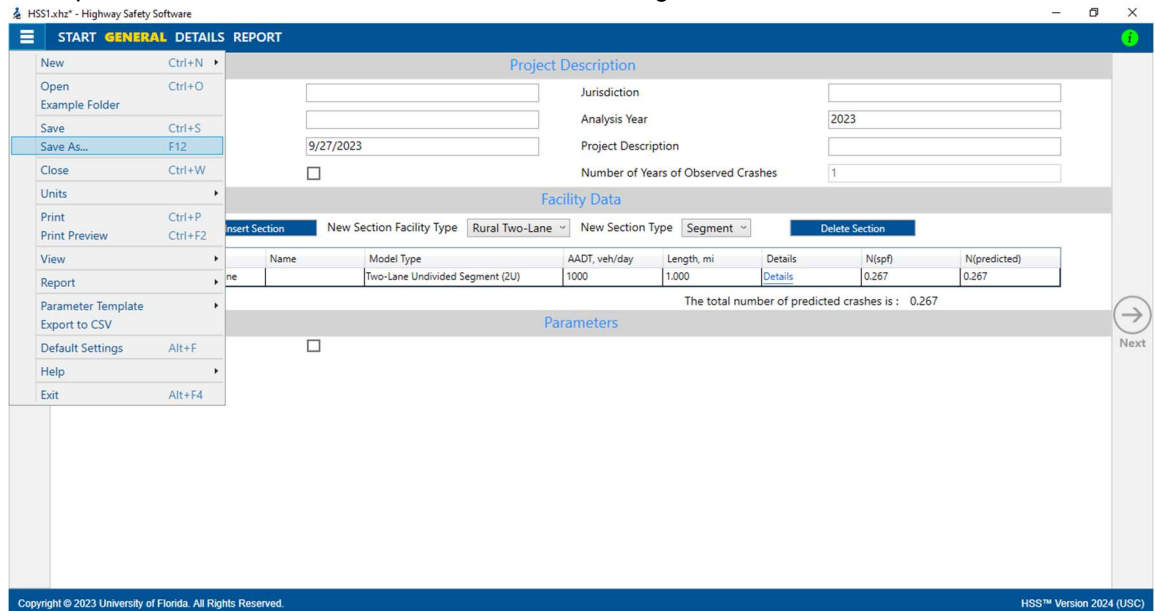 HSS1.xhz* - Highway Safety Software
START GENERAL DETAILS REPORT
New Ctrl+N
Open Ctrl+O
Example Folder
Save Ctrl+S
Save As... F12
Close Ctrl+W
Units
Print Ctrl+P
Print Preview Ctrl+F2
View
Report
Parameter Template
Export to CSV
Default Settings Alt+F
Help
Exit Alt+F4
Project Description
Jurisdiction
Analysis Year 2023
9/27/2023 Project Description
Number of Years of Observed Crashes 1
Facility Data
Insert Section New Section Facility Type Rural Two-Lane New Section Type Segment Delete Section
Name Model Type AADT, veh/day Length, mi Details N(spf) N(predicted)
ne Two-Lane Undivided Segment (2U) 1000 1.000 Details 0.267 0.267
The total number of predicted crashes is : 0.267
Parameters
Next
Copyright © 2023 University of Florida. All Rights Reserved. HSS™ Version 2024 (USC)